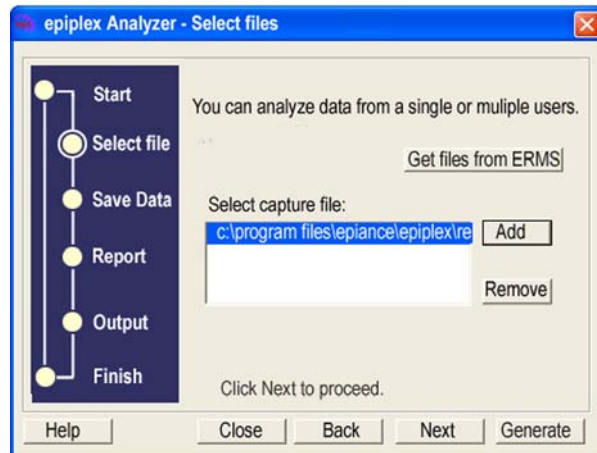 epiplex Analyzer - Select files
Start
Select file
Save Data
Report
Output
Finish
You can analyze data from a single or muliple users.
Get files from ERMS
Select capture file:
c:\program files\epiance\epiplex\re
Add
Remove
Click Next to proceed.
Help Close Back Next Generate